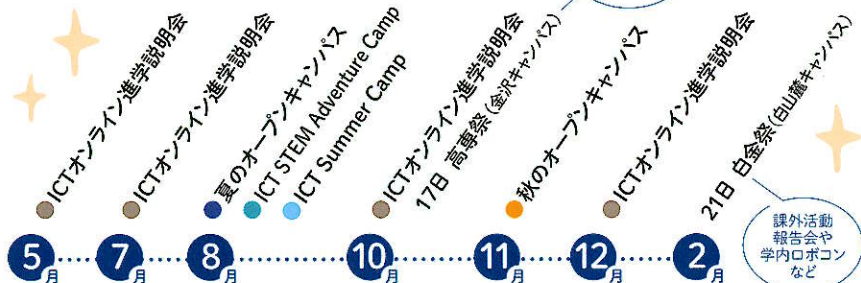 ICTオンライン進学説明会
ICTオンライン進学説明会
夏のオープンキャンパス
ICT STEM Adventure Camp
ICT Summer Camp
ICTオンライン進学説明会
17日 高専祭(金沢キャンパス)
秋のオープンキャンパス
ICTオンライン進学説明会
21日 白金祭(白山麓キャンパス)
課外活動
報告会や
学内ロボコン
など
5月
7月
8月
10月
11月
12月
2月